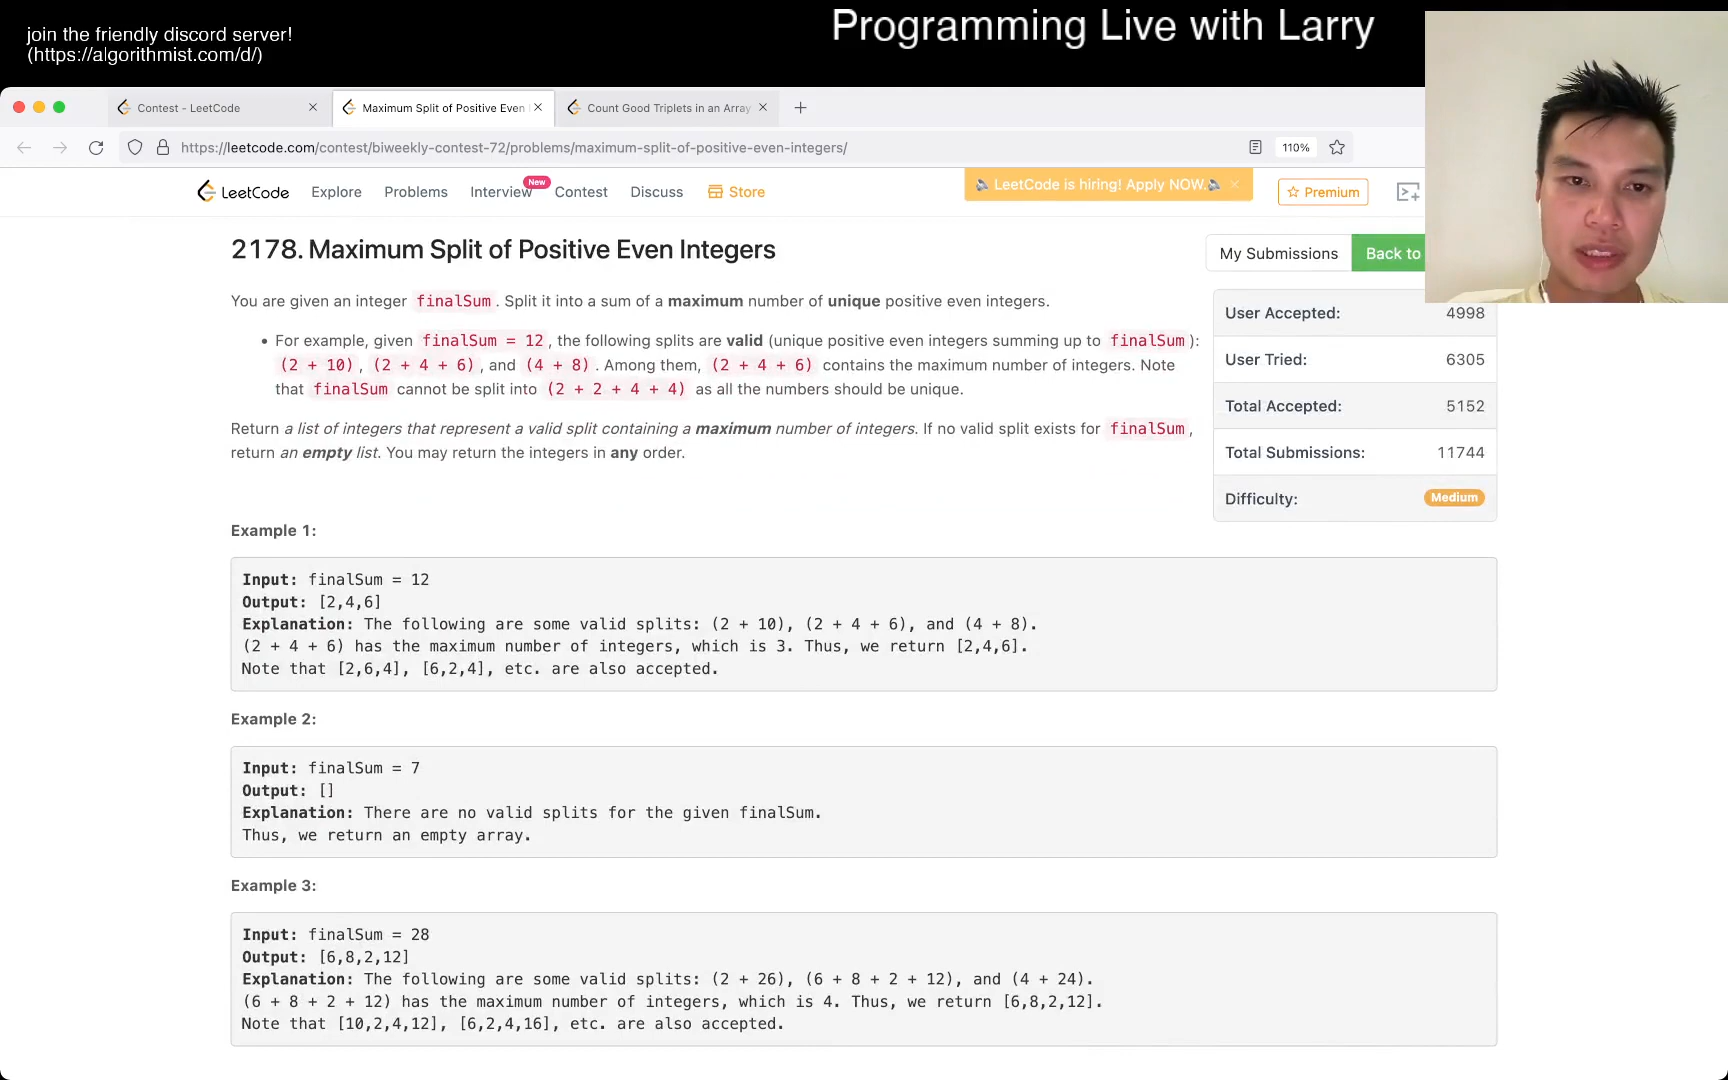 join the friendly discord server!
(https://algorithmist.com/d/)
Programming Live with Larry
Contest - LeetCode
Maximum Split of Positive Even
Count Good Triplets in an Array
https://leetcode.com/contest/biweekly-contest-72/problems/maximum-split-of-positive-even-integers/
110%
LeetCode
Explore
Problems
Interview
New
Contest
Discuss
Store
LeetCode is hiring! Apply NOW.
Premium
2178. Maximum Split of Positive Even Integers
My Submissions
Back to
You are given an integer finalSum. Split it into a sum of a maximum number of unique positive even integers.
• For example, given finalSum = 12, the following splits are valid (unique positive even integers summing up to finalSum):
(2 + 10), (2 + 4 + 6), and (4 + 8). Among them, (2 + 4 + 6) contains the maximum number of integers. Note
that finalSum cannot be split into (2 + 2 + 4 + 4) as all the numbers should be unique.
Return a list of integers that represent a valid split containing a maximum number of integers. If no valid split exists for finalSum,
return an empty list. You may return the integers in any order.
User Accepted: 4998
User Tried: 6305
Total Accepted: 5152
Total Submissions: 11744
Difficulty: Medium
Example 1:
Input: finalSum = 12
Output: [2,4,6]
Explanation: The following are some valid splits: (2 + 10), (2 + 4 + 6), and (4 + 8).
(2 + 4 + 6) has the maximum number of integers, which is 3. Thus, we return [2,4,6].
Note that [2,6,4], [6,2,4], etc. are also accepted.
Example 2:
Input: finalSum = 7
Output: []
Explanation: There are no valid splits for the given finalSum.
Thus, we return an empty array.
Example 3:
Input: finalSum = 28
Output: [6,8,2,12]
Explanation: The following are some valid splits: (2 + 26), (6 + 8 + 2 + 12), and (4 + 24).
(6 + 8 + 2 + 12) has the maximum number of integers, which is 4. Thus, we return [6,8,2,12].
Note that [10,2,4,12], [6,2,4,16], etc. are also accepted.